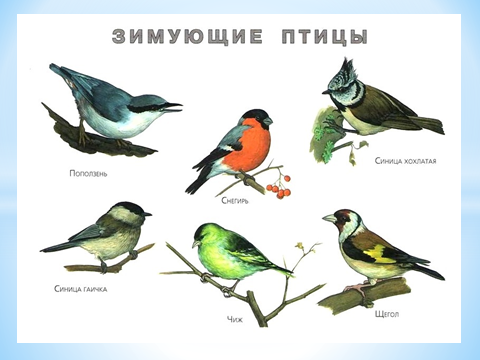 ЗИМУЮЩИЕ ПТИЦЫ
Поползень
Снегирь
Синица хохлатая
Синица гаичка
Чиж
Щегол